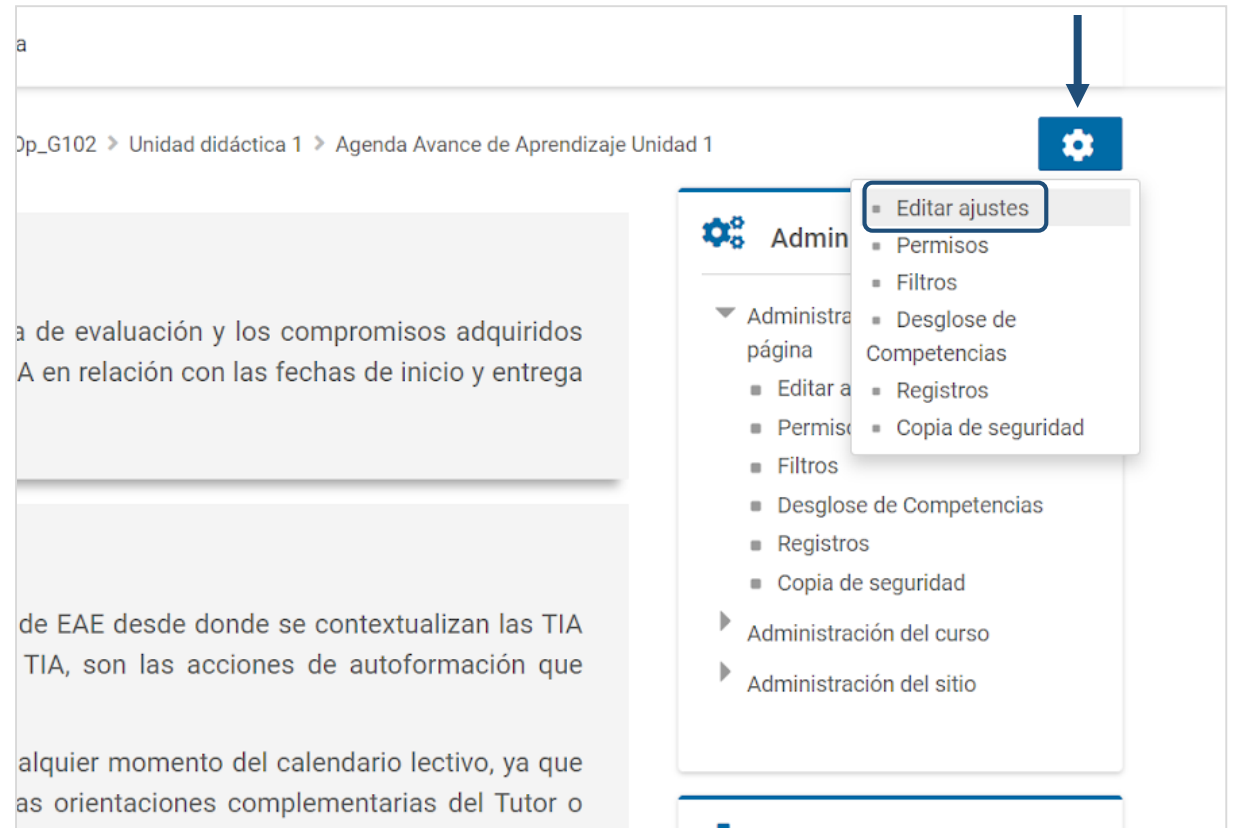 a
Op_G102 > Unidad didáctica 1 > Agenda Avance de Aprendizaje Unidad 1
Editar ajustes
Permisos
Filtros
Desglose de
Competencias
Registros
Copia de seguridad
a de evaluación y los compromisos adquiridos
A en relación con las fechas de inicio y entrega
de EAE desde donde se contextualizan las TIA
TIA, son las acciones de autoformación que
alquier momento del calendario lectivo, ya que
as orientaciones complementarias del Tutor o
Admin
Administra
página
Editar a
Permiso
Filtros
Desglose de Competencias
Registros
Copia de seguridad
Administración del curso
Administración del sitio